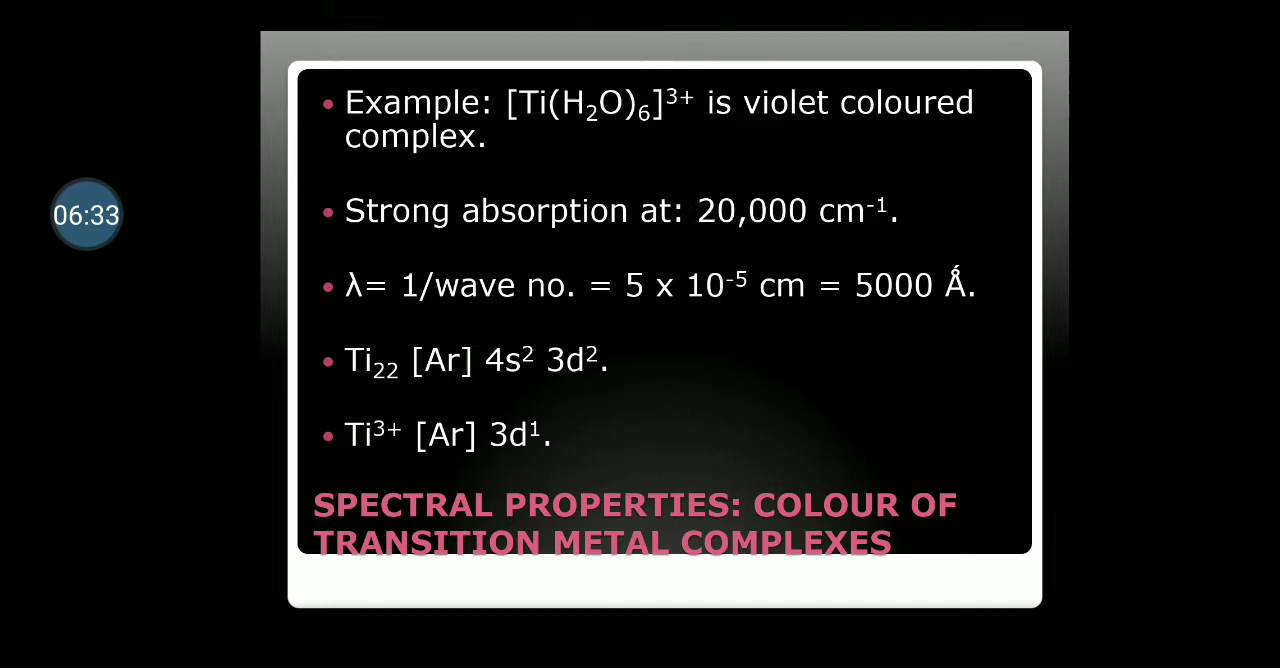 • Example: [Ti(H₂O)₆]³⁺ is violet coloured
complex.
06:33
• Strong absorption at: 20,000 cm⁻¹.
• λ= 1/wave no. = 5 x 10⁻⁵ cm = 5000 Ǻ.
• Ti₂₂ [Ar] 4s² 3d².
• Ti³⁺ [Ar] 3d¹.
SPECTRAL PROPERTIES: COLOUR OF
TRANSITION METAL COMPLEXES